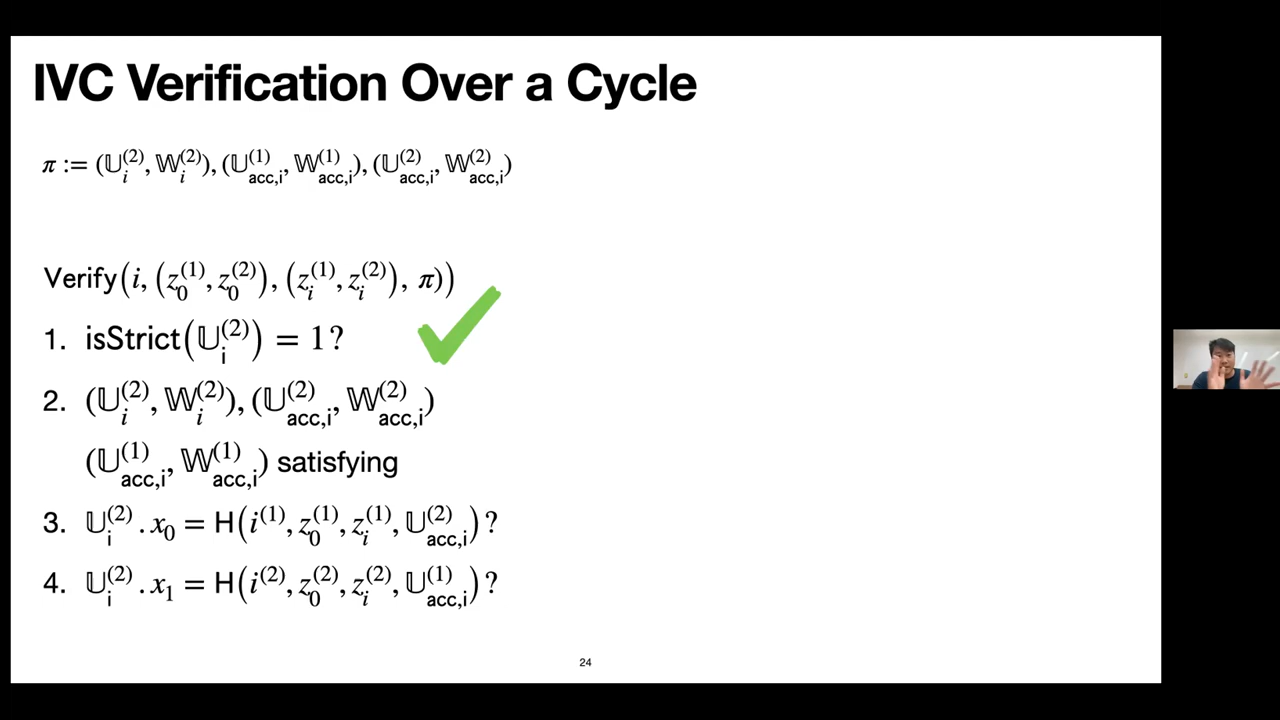 IVC Verification Over a Cycle
π := (𝕌_i^(2), 𝕎_i^(2)), (𝕌_acc,i^(1), 𝕎_acc,i^(1)), (𝕌_acc,i^(2), 𝕎_acc,i^(2))
Verify(i, (z_0^(1), z_0^(2)), (z_i^(1), z_i^(2)), π))
1. isStrict(𝕌_i^(2)) = 1?
2. (𝕌_i^(2), 𝕎_i^(2)), (𝕌_acc,i^(2), 𝕎_acc,i^(2))
(𝕌_acc,i^(1), 𝕎_acc,i^(1)) satisfying
3. 𝕌_i^(2) . x_0 = H(i^(1), z_0^(1), z_i^(1), 𝕌_acc,i^(2))?
4. 𝕌_i^(2) . x_1 = H(i^(2), z_0^(2), z_i^(2), 𝕌_acc,i^(1))?
24